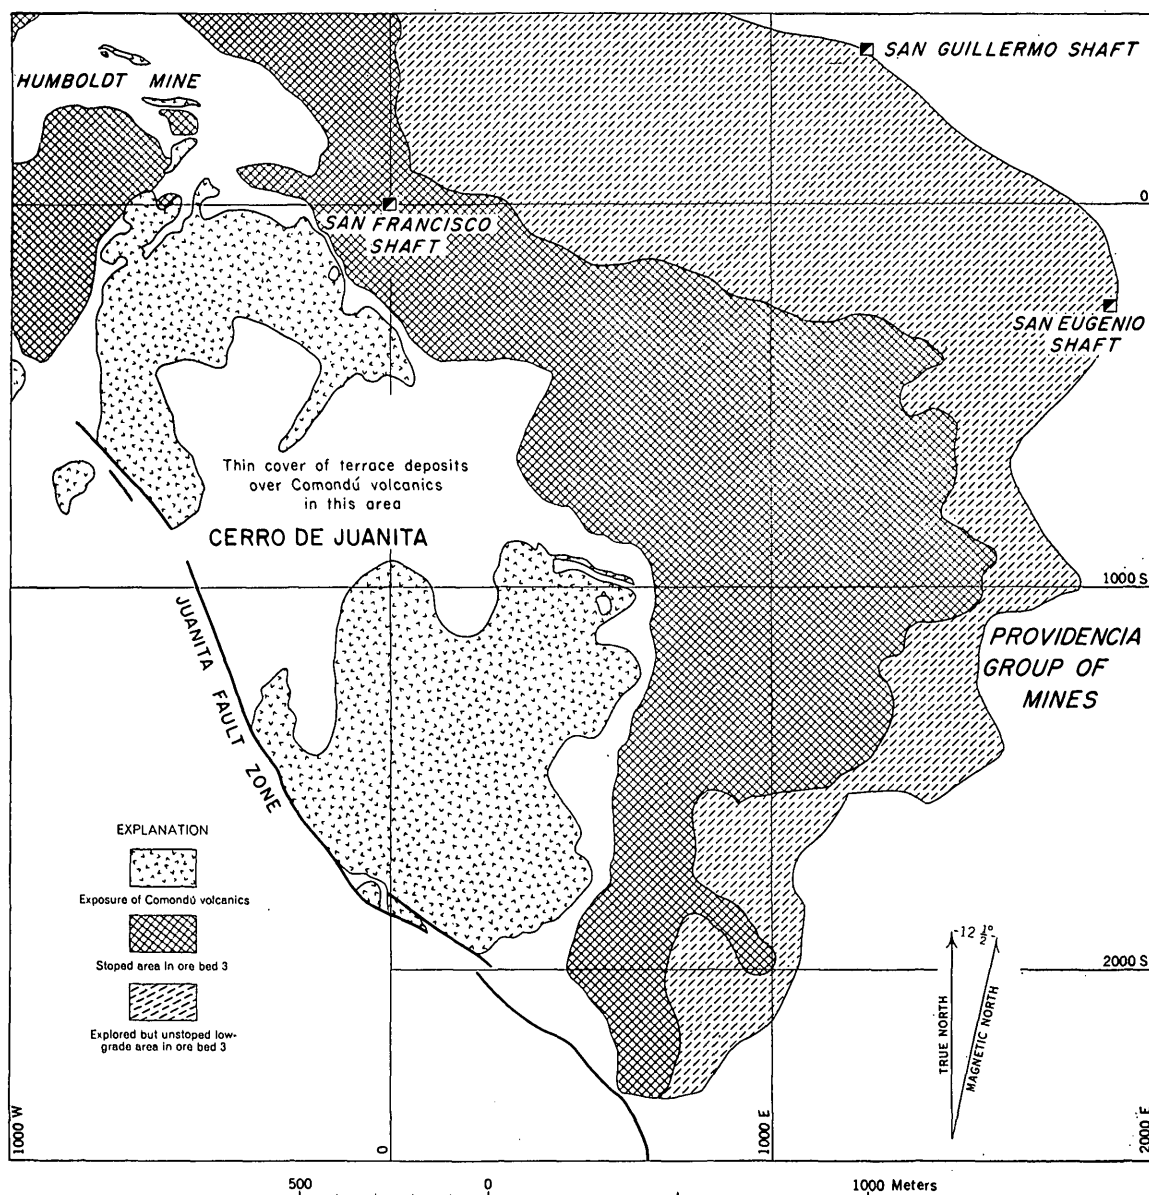 SAN GUILLERMO SHAFT
HUMBOLDT MINE
0
SAN FRANCISCO
SHAFT
SAN EUGENIO
SHAFT
Thin cover of terrace deposits
over Comondú volcanics
in this area
CERRO DE JUANITA
1000 S
JUANITA FAULT ZONE
PROVIDENCIA
GROUP OF
MINES
EXPLANATION
Exposure of Comondú volcanics
Stoped area in ore bed 3
Explored but unstoped low-
grade area in ore bed 3
12 ½°
2000 S
TRUE NORTH
MAGNETIC NORTH
1000 W
0
1000 E
2000 E
500 0 1000 Meters